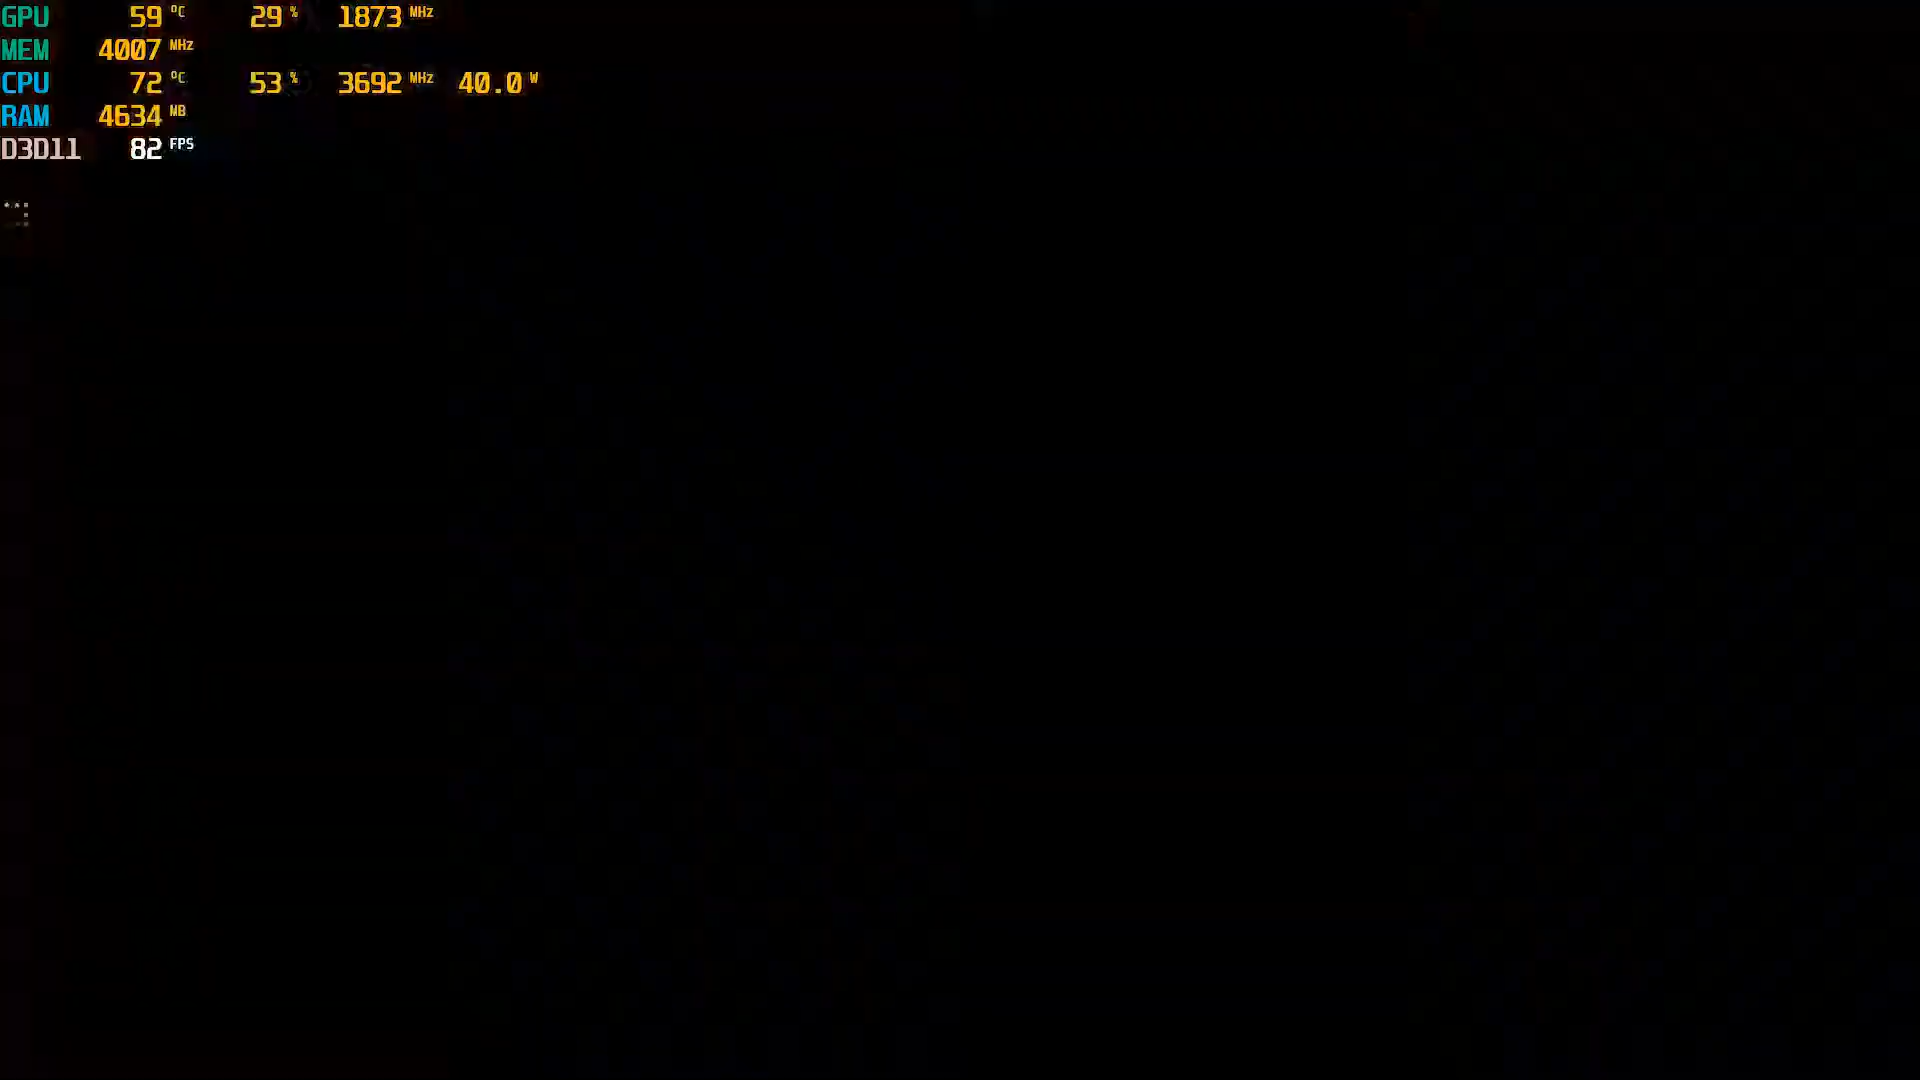 GPU 59 °C 29 % 1873 MHz
MEM 4007 MHz
CPU 72 °C 53 % 3692 MHz 40.0 W
RAM 4634 MB
D3D11 82 FPS